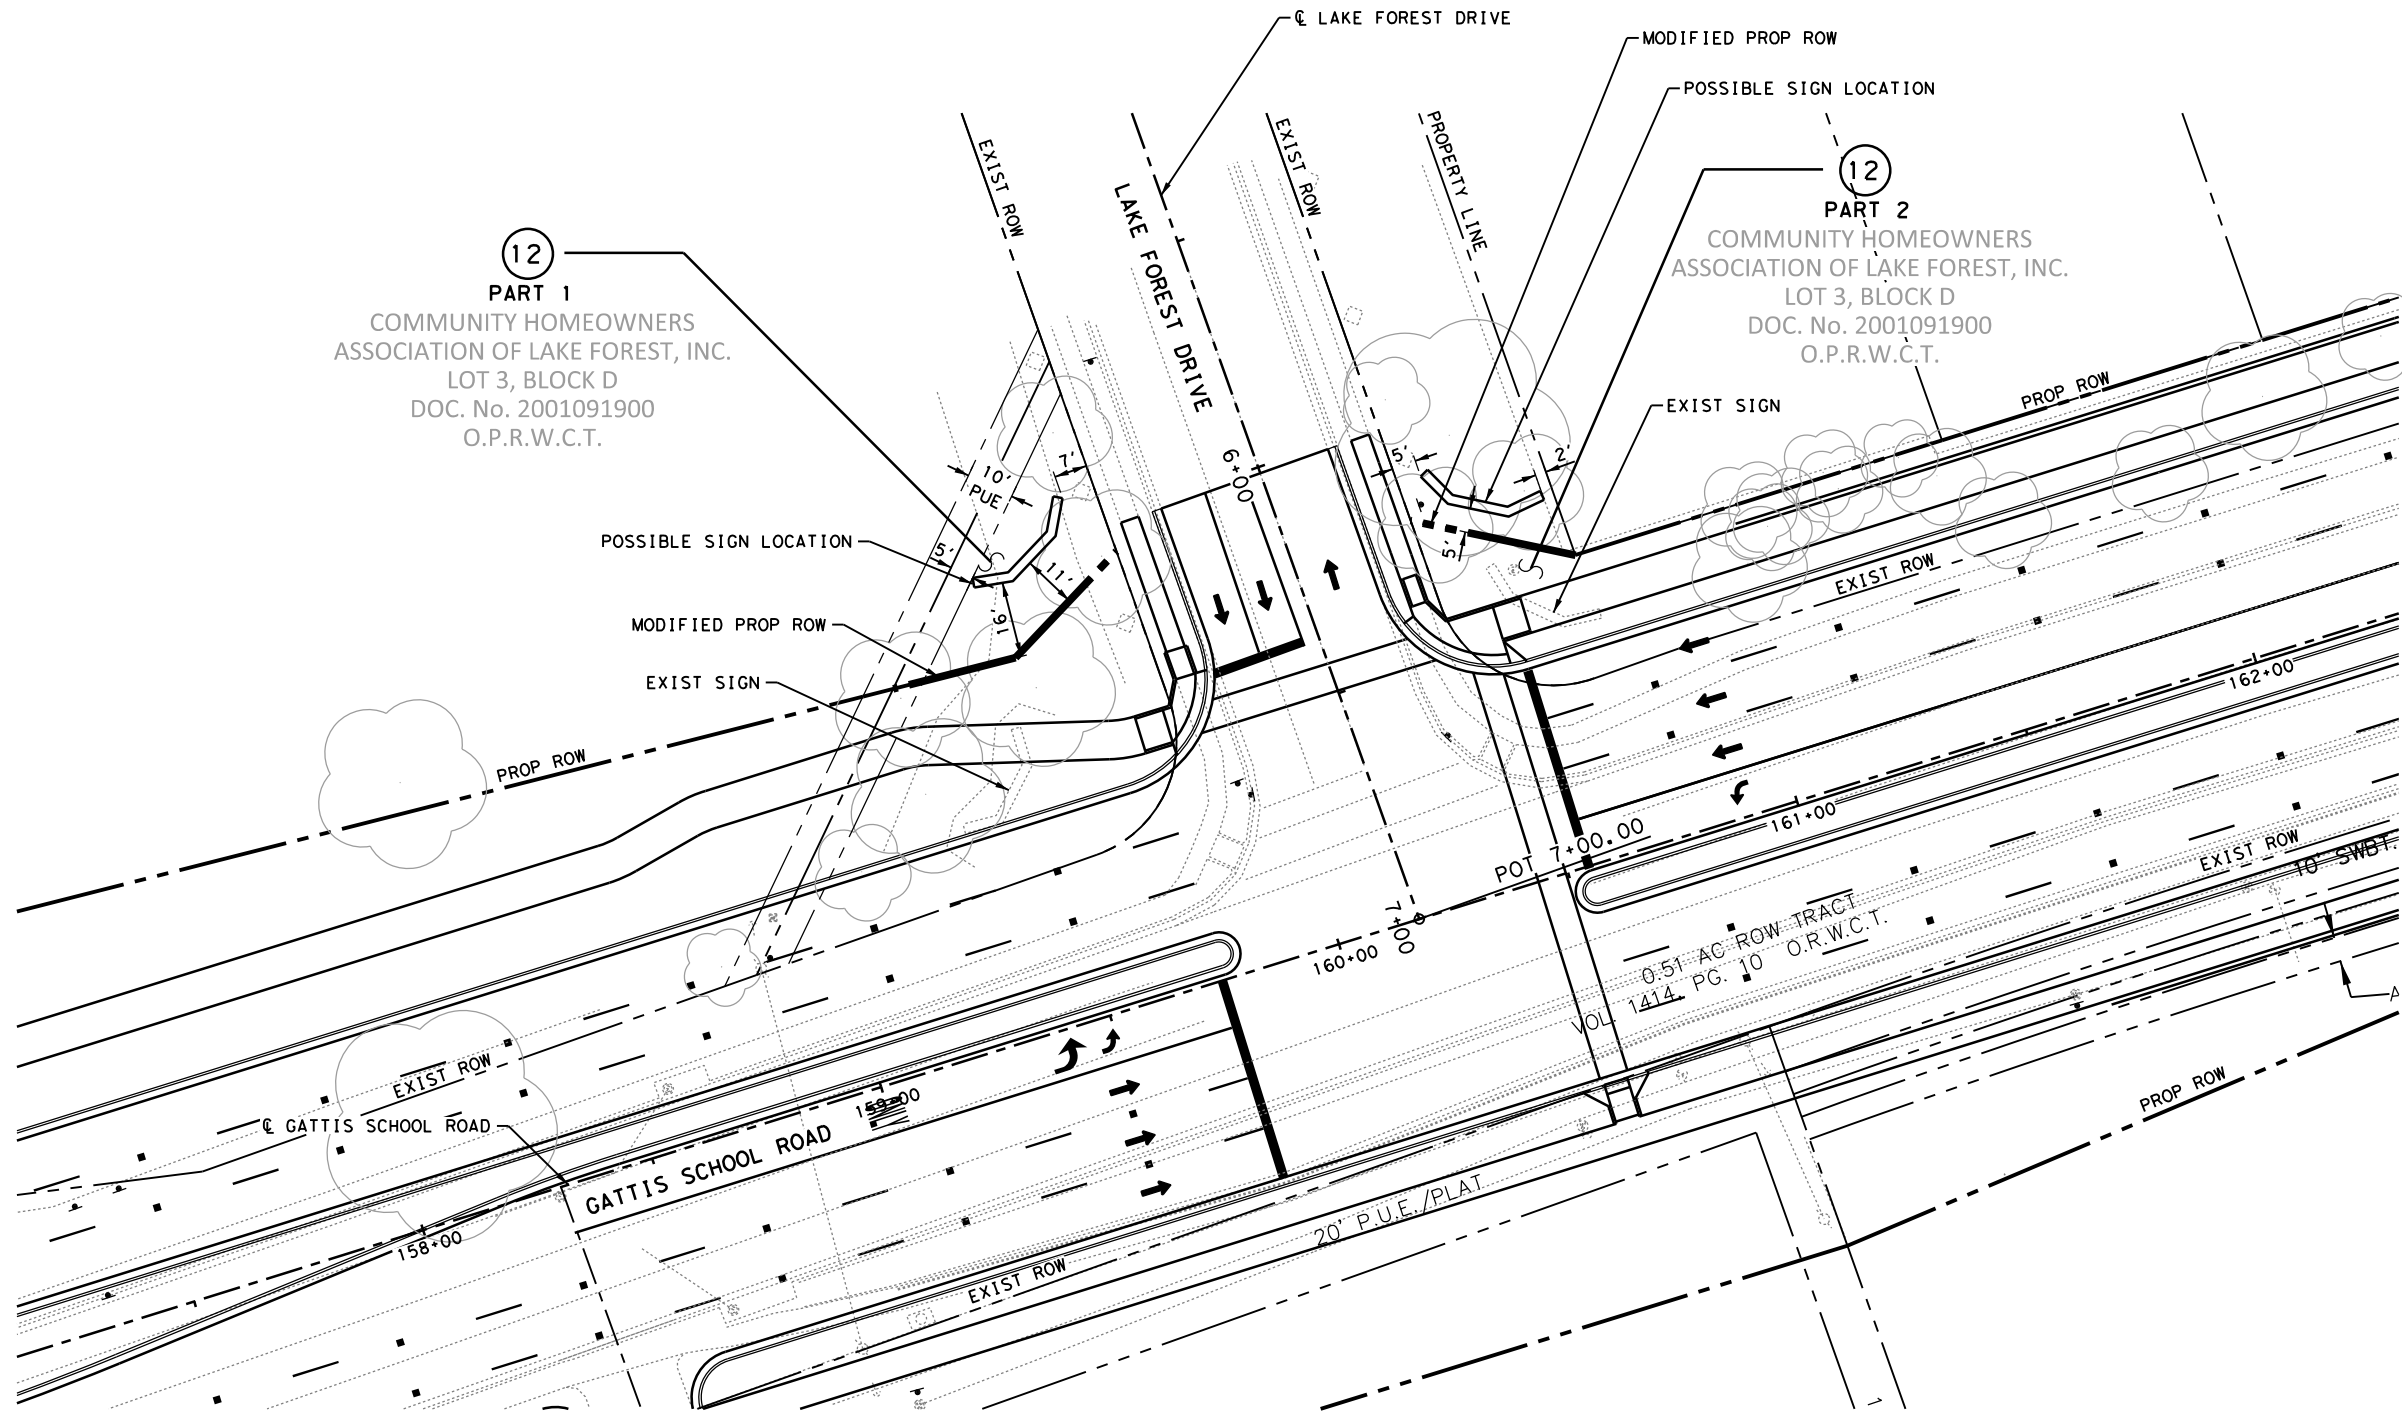 ℄ LAKE FOREST DRIVE
MODIFIED PROP ROW
POSSIBLE SIGN LOCATION
EXIST ROW
LAKE FOREST DRIVE
EXIST ROW
PROPERTY LINE
12
PART 2
COMMUNITY HOMEOWNERS
ASSOCIATION OF LAKE FOREST, INC.
LOT 3, BLOCK D
DOC. No. 2001091900
O.P.R.W.C.T.
12
PART 1
COMMUNITY HOMEOWNERS
ASSOCIATION OF LAKE FOREST, INC.
LOT 3, BLOCK D
DOC. No. 2001091900
O.P.R.W.C.T.
EXIST SIGN
PROP ROW
10'
PUE
7'
6+00
5'
2'
5'
POSSIBLE SIGN LOCATION
5'
11'
16'
MODIFIED PROP ROW
EXIST SIGN
EXIST ROW
PROP ROW
162+00
161+00
POT 7+00.00
7+00
160+00
EXIST ROW
10' SWBT.
0.51 AC ROW TRACT
VOL. 1414, PG. 10 O.R.W.C.T.
A
EXIST ROW
℄ GATTIS SCHOOL ROAD
159+00
GATTIS SCHOOL ROAD
158+00
20' P.U.E./PLAT
EXIST ROW
PROP ROW
1